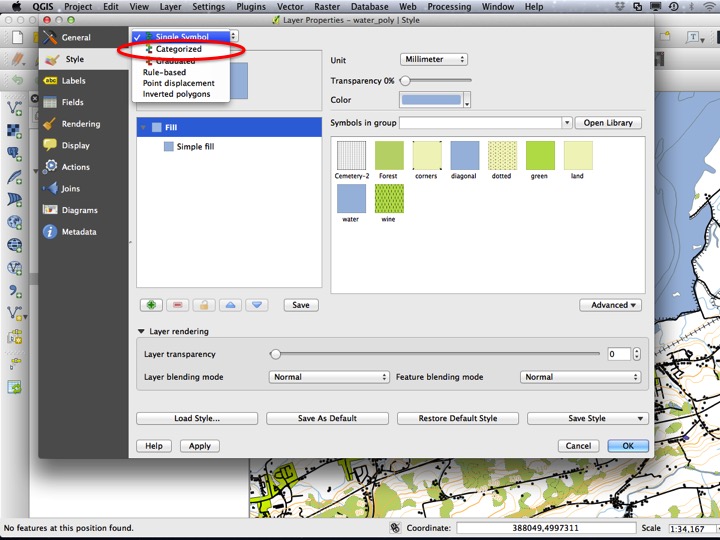 QGIS Project Edit View Layer Settings Plugins Vector Raster Database Web Processing Window Help
Layer Properties - water_poly | Style
General
Style
Labels
Fields
Rendering
Display
Actions
Joins
Diagrams
Metadata
Single Symbol
Categorized
Graduated
Rule-based
Point displacement
Inverted polygons
Unit Millimeter
Transparency 0%
Color
Symbols in group Open Library
Fill
Simple fill
Cemetery-2 Forest corners diagonal dotted green land
water wine
Save
Advanced
Layer rendering
Layer transparency 0
Layer blending mode Normal Feature blending mode Normal
Load Style... Save As Default Restore Default Style Save Style
Help Apply Cancel OK
No features at this position found. Coordinate: 388049,4997311 Scale 1:34,167